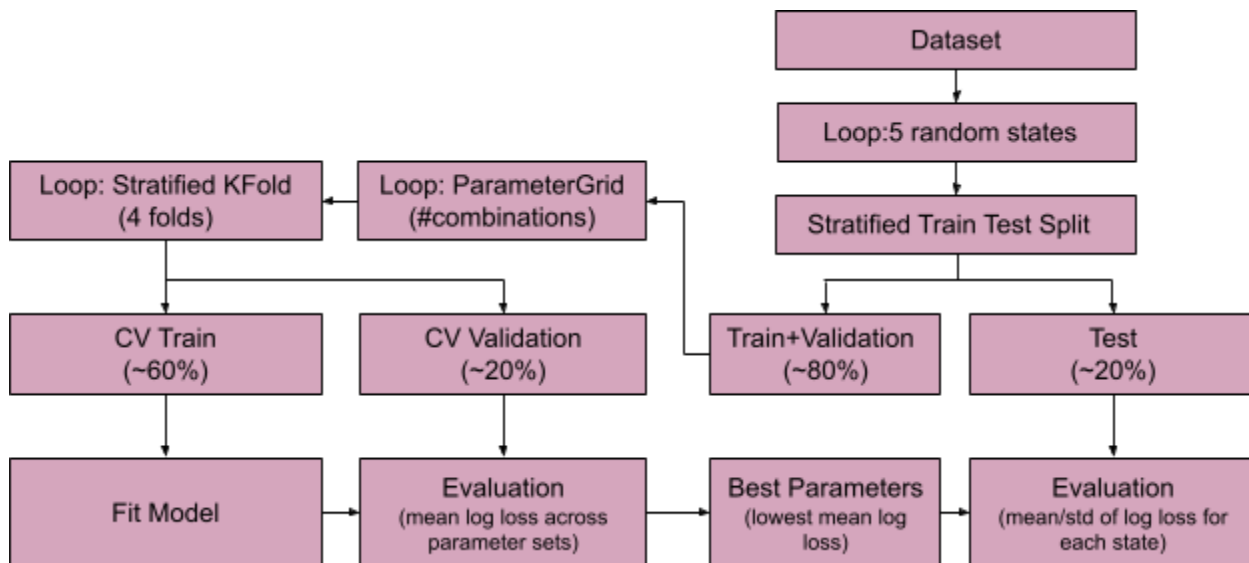 Dataset
Loop:5 random states
Stratified Train Test Split
Loop: Stratified KFold
(4 folds)
Loop: ParameterGrid
(#combinations)
CV Train
(~60%)
CV Validation
(~20%)
Train+Validation
(~80%)
Test
(~20%)
Fit Model
Evaluation
(mean log loss across
parameter sets)
Best Parameters
(lowest mean log
loss)
Evaluation
(mean/std of log loss for
each state)